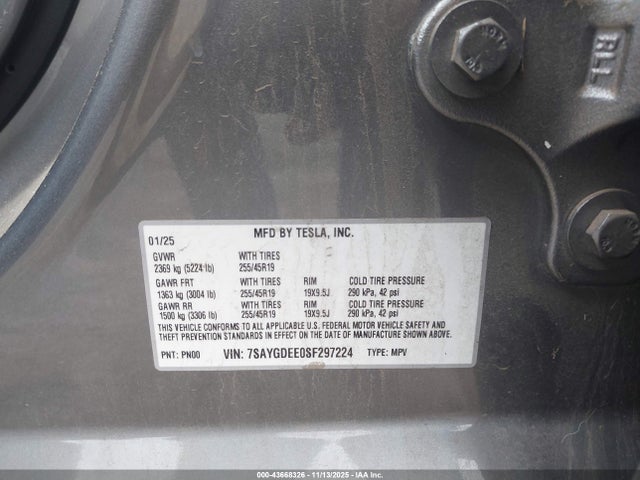 RLL
01/25 MFD BY TESLA, INC.
GVWR WITH TIRES
2369 kg (5224 lb) 255/45R19
GAWR FRT WITH TIRES RIM COLD TIRE PRESSURE
1363 kg (3004 lb) 255/45R19 19X9.5J 290 kPa, 42 psi
GAWR RR WITH TIRES RIM COLD TIRE PRESSURE
1500 kg (3306 lb) 255/45R19 19X9.5J 290 kPa, 42 psi
THIS VEHICLE CONFORMS TO ALL APPLICABLE U.S. FEDERAL MOTOR VEHICLE SAFETY AND
THEFT PREVENTION STANDARDS IN EFFECT ON THE DATE OF MANUFACTURE SHOWN ABOVE.
PNT: PN00 VIN: 7SAYGDEE0SF297224 TYPE: MPV
000-43668326 - 11/13/2025 - IAA Inc.